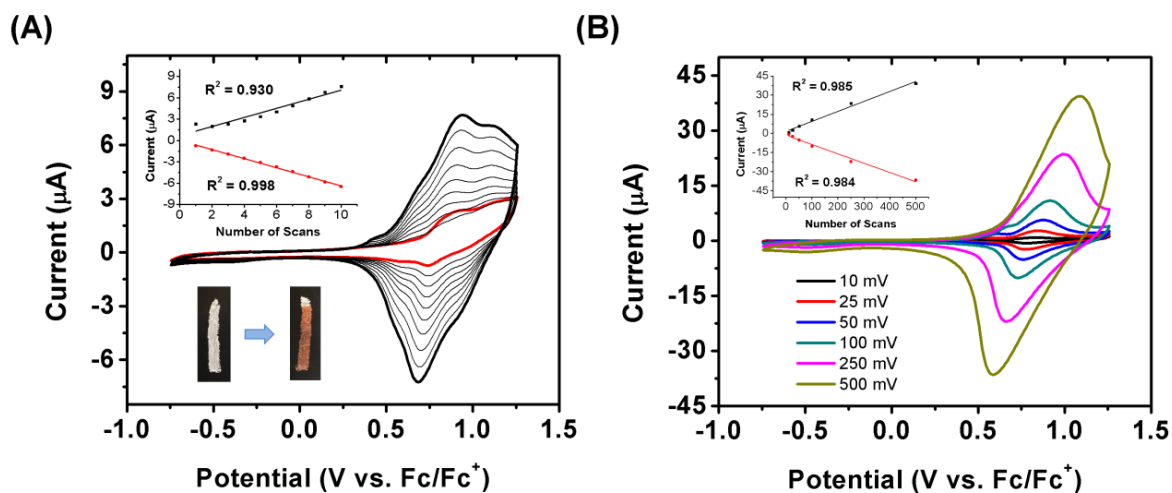 (A)
9
6
3
0
-3
-6
Current (μA)
-1.0 -0.5 0.0 0.5 1.0 1.5
Potential (V vs. Fc/Fc⁺)
9
6
3
0
-3
-6
-9
Current (μA)
R² = 0.930
R² = 0.998
0 2 4 6 8 10
Number of Scans
(B)
45
30
15
0
-15
-30
-45
Current (μA)
-1.0 -0.5 0.0 0.5 1.0 1.5
Potential (V vs. Fc/Fc⁺)
45
30
15
0
-15
-30
-45
Current (μA)
R² = 0.985
R² = 0.984
0 100 200 300 400 500
Number of Scans
10 mV
25 mV
50 mV
100 mV
250 mV
500 mV